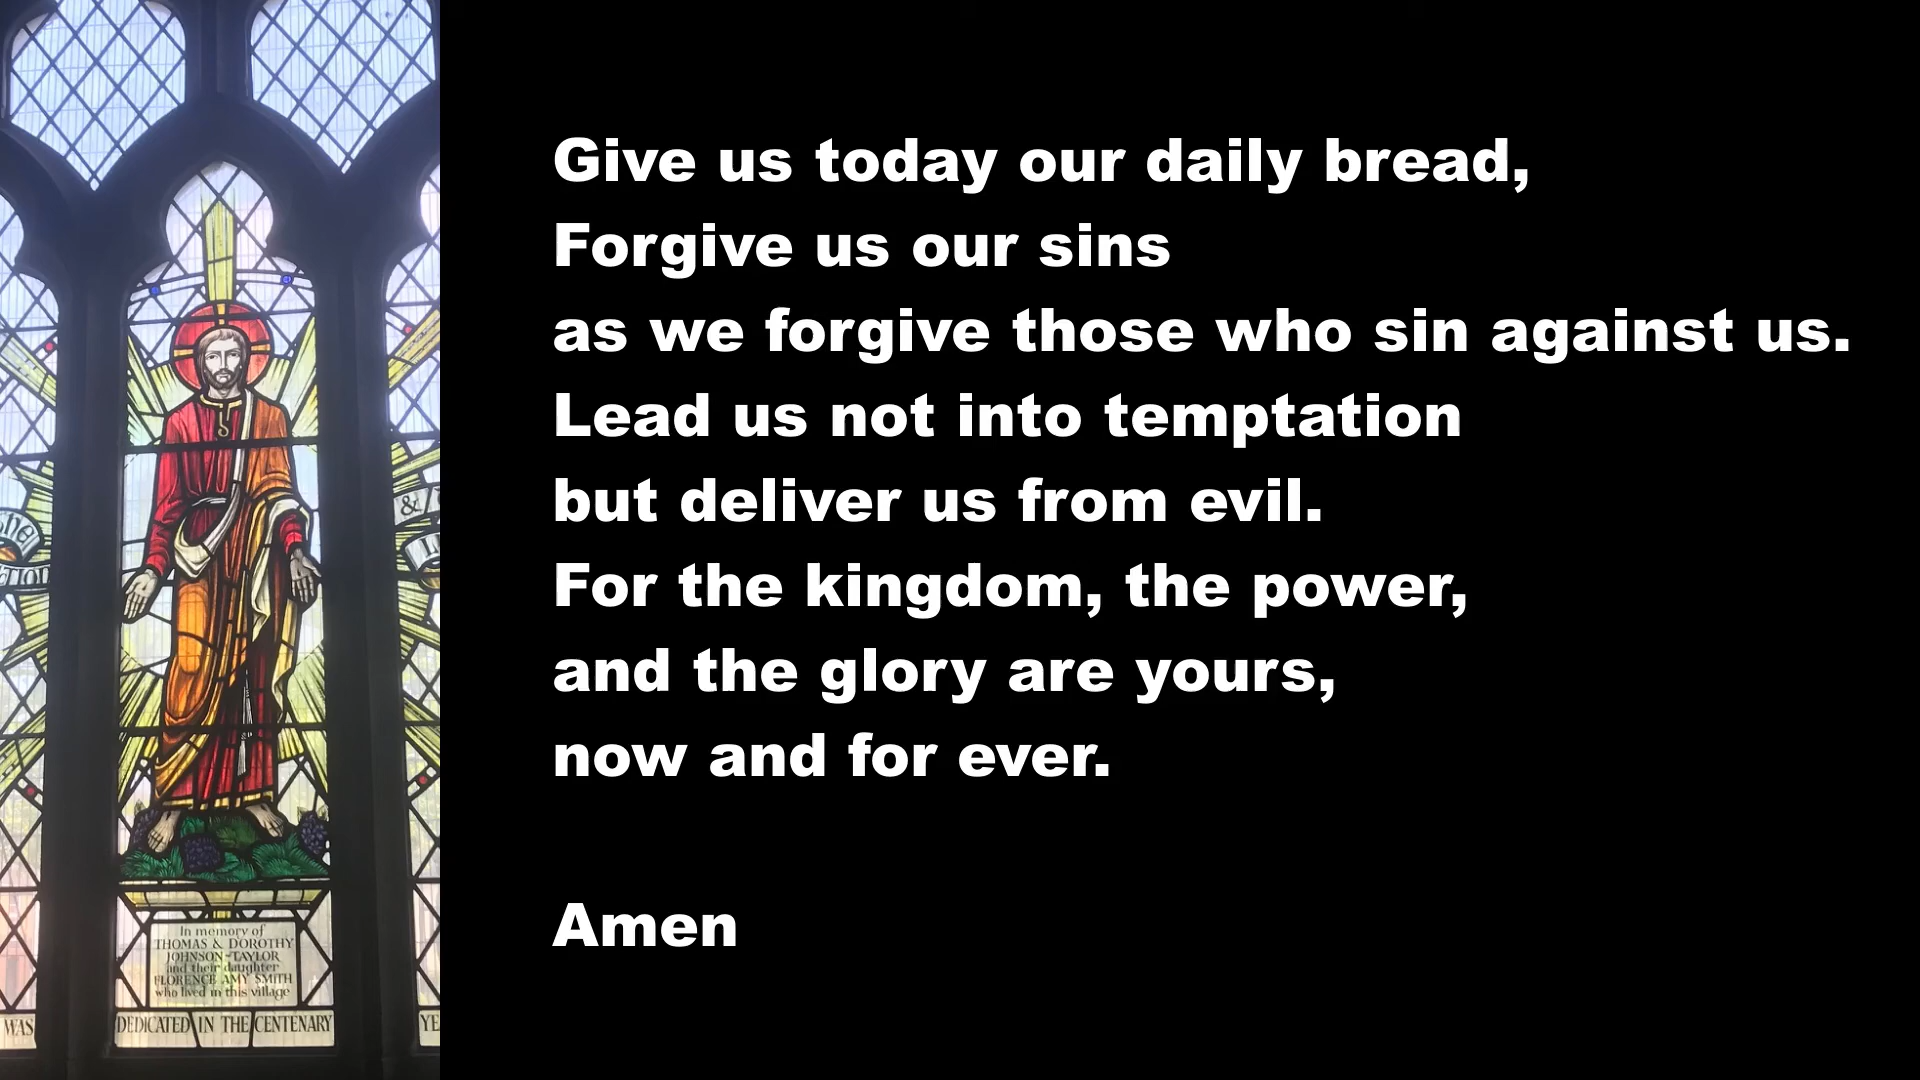 Give us today our daily bread,
Forgive us our sins
as we forgive those who sin against us.
Lead us not into temptation
but deliver us from evil.
For the kingdom, the power,
and the glory are yours,
now and for ever.
Amen
&
In memory of
THOMAS & DOROTHY
JOHNSON-TAYLOR
and their daughter
FLORENCE AMY SMITH
who lived in this village
WAS DEDICATED IN THE CENTENARY YE